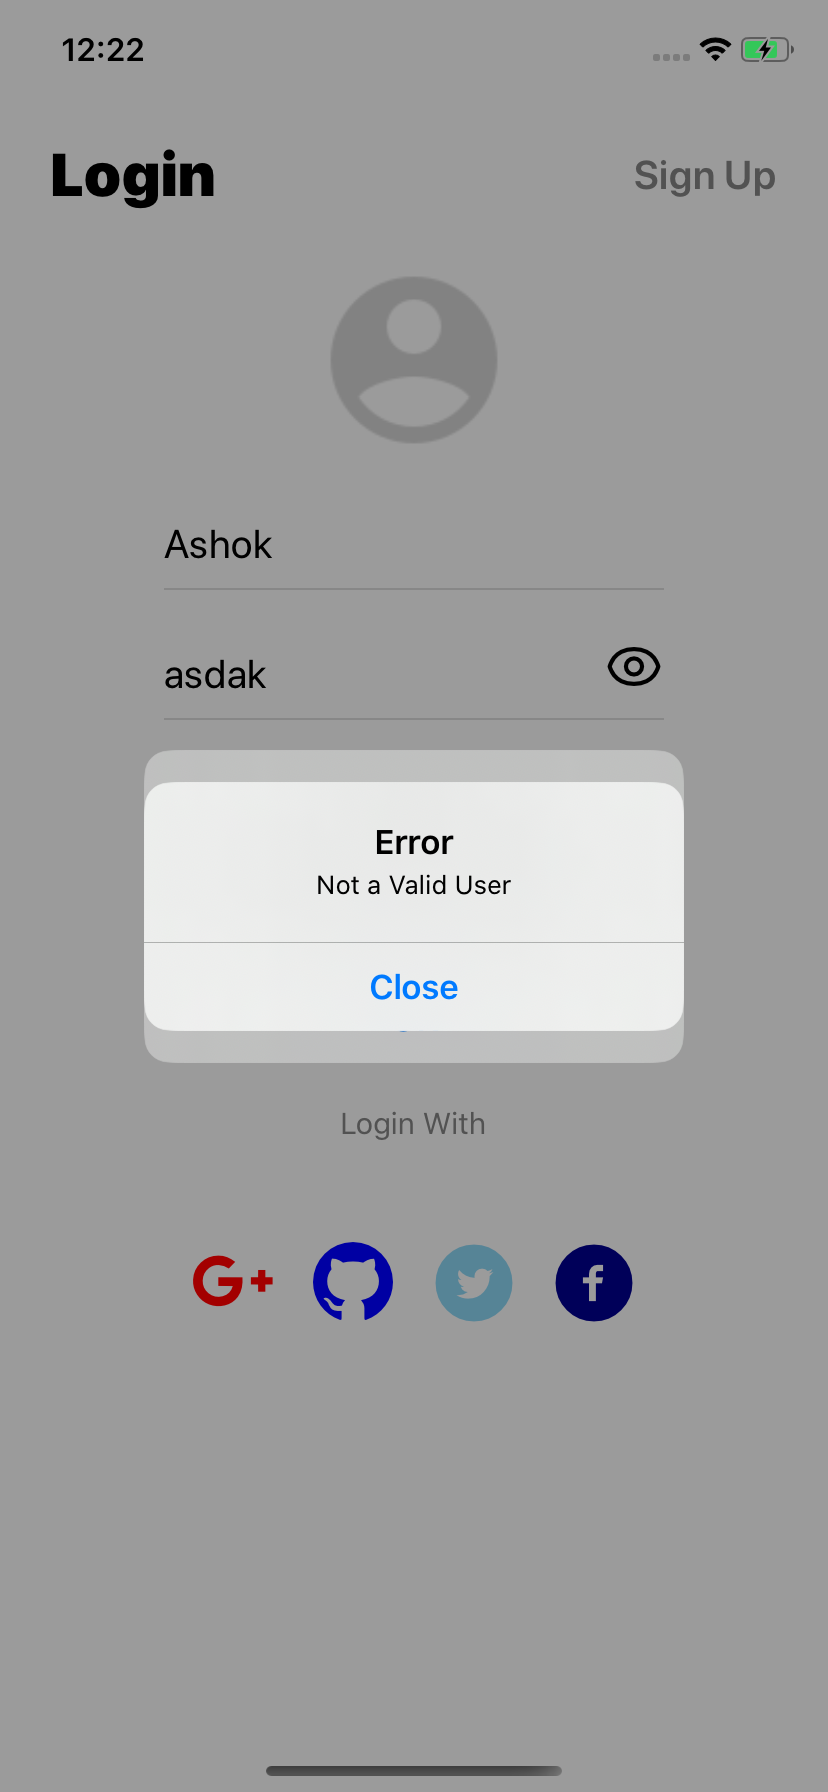 12:22
Login
Sign Up
Ashok
asdak
Error
Not a Valid User
Close
Login With